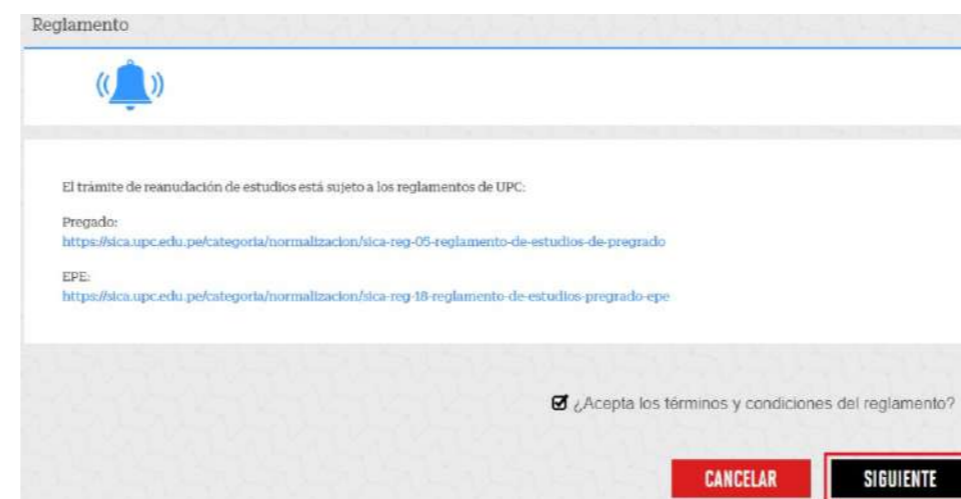 Reglamento
El trámite de reanudación de estudios está sujeto a los reglamentos de UPC:
Pregado:
https://sica.upc.edu.pe/categoria/normalizacion/sica-reg-05-reglamento-de-estudios-de-pregrado
EPE:
https://sica.upc.edu.pe/categoria/normalizacion/sica-reg-18-reglamento-de-estudios-pregrado-epe
¿Acepta los términos y condiciones del reglamento?
CANCELAR
SIGUIENTE